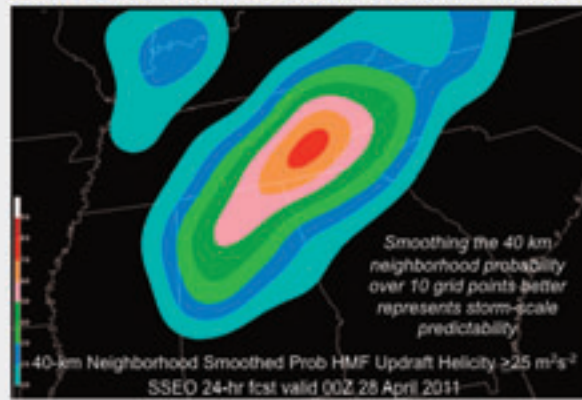 Smoothing the 40 km
neighborhood probability
over 10 grid points better
represents storm-scale
predictability
40-km Neighborhood Smoothed Prob HMF Updraft Helicity >25 m²s⁻²
SSEO 24-hr fcst valid 00Z 28 April 2011